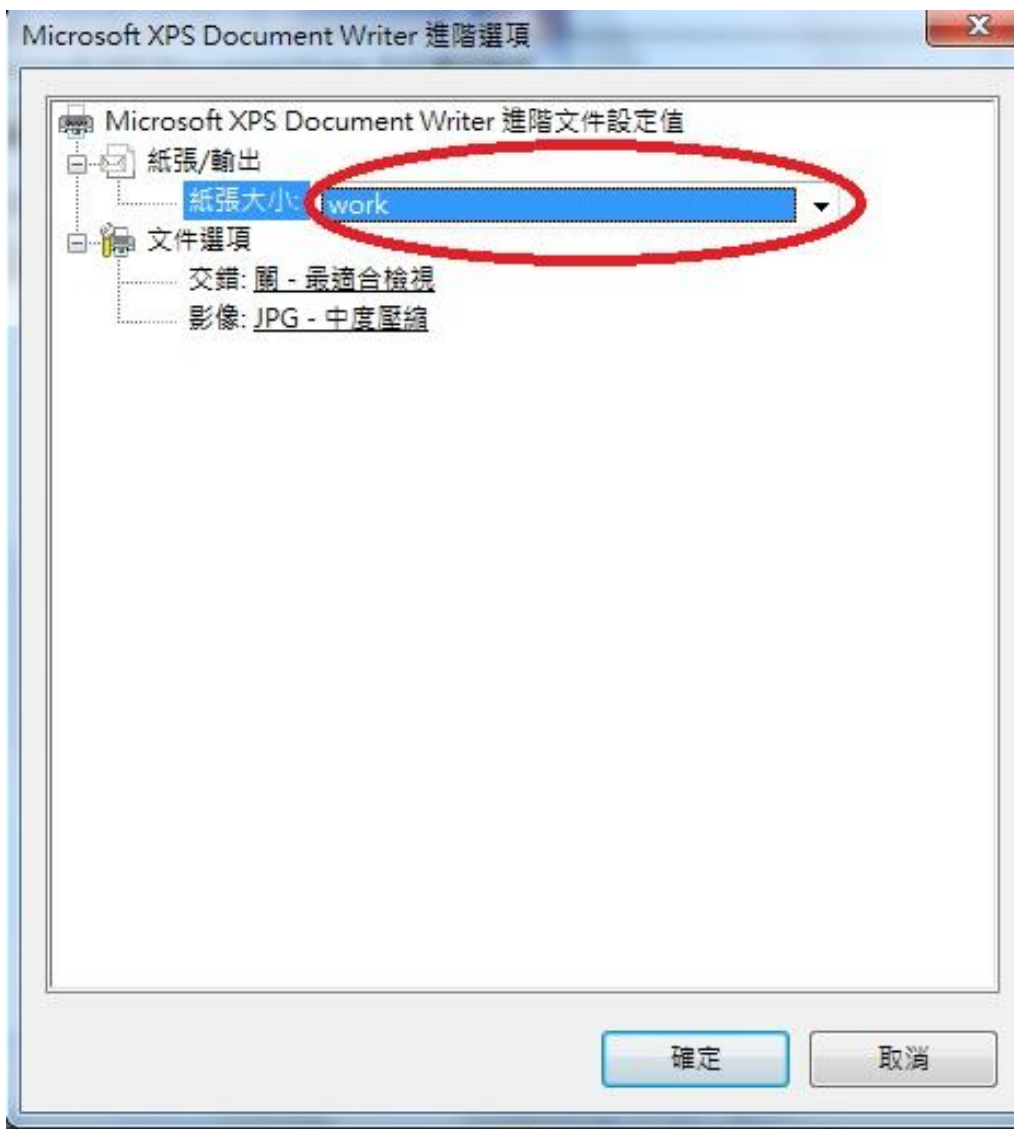 Microsoft XPS Document Writer 進階選項
Microsoft XPS Document Writer 進階文件設定值
紙張/輸出
紙張大小: work
文件選項
交錯: 關 - 最適合檢視
影像: JPG - 中度壓縮
確定 取消